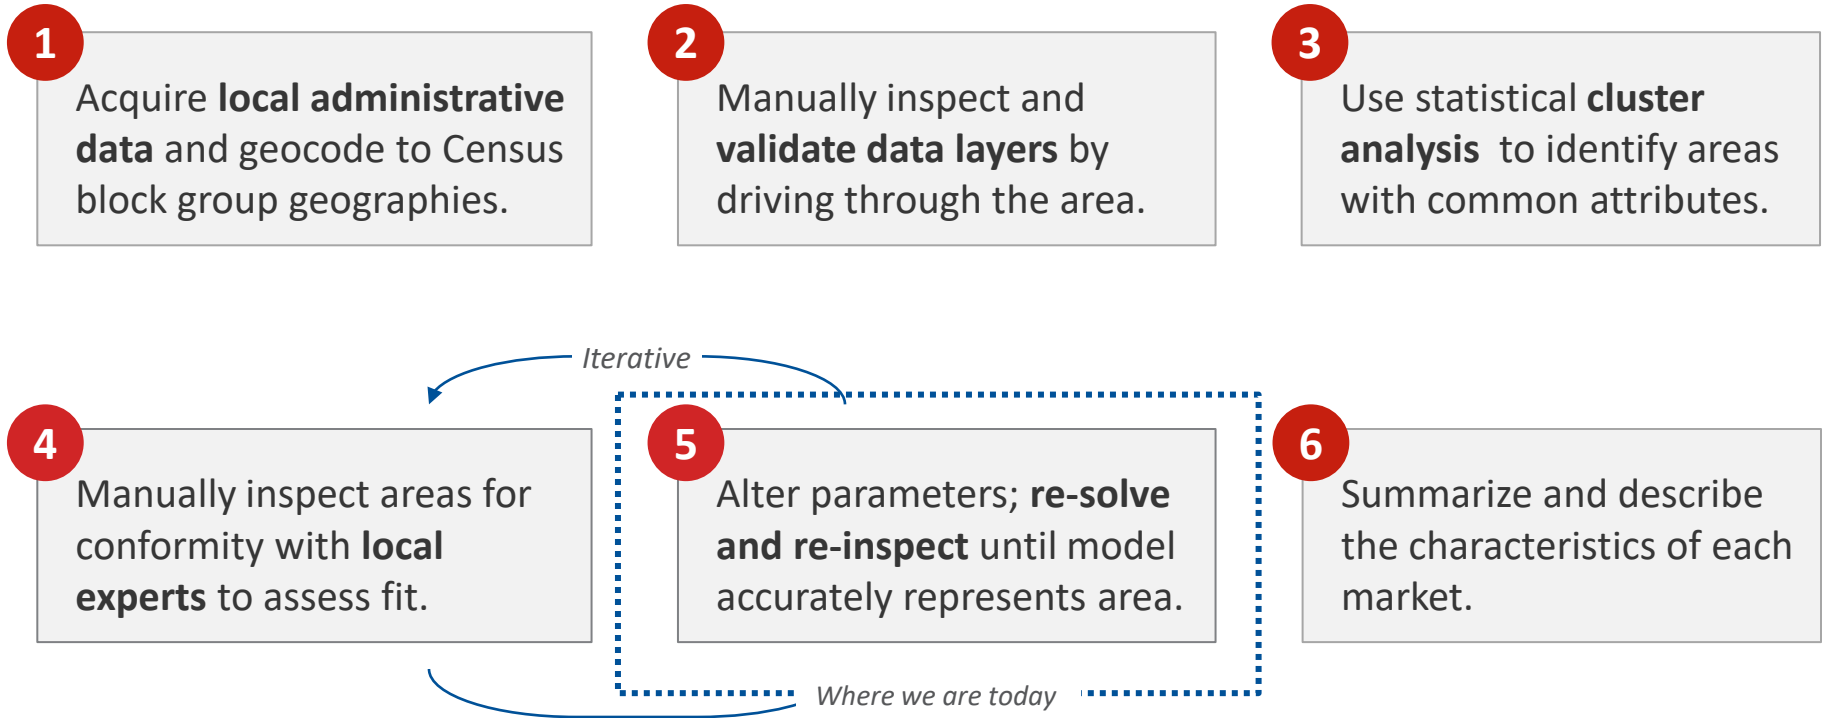 1
Acquire local administrative
data and geocode to Census
block group geographies.
2
Manually inspect and
validate data layers by
driving through the area.
3
Use statistical cluster
analysis  to identify areas
with common attributes.
Iterative
4
Manually inspect areas for
conformity with local
experts to assess fit.
5
Alter parameters; re-solve
and re-inspect until model
accurately represents area.
6
Summarize and describe
the characteristics of each
market.
Where we are today